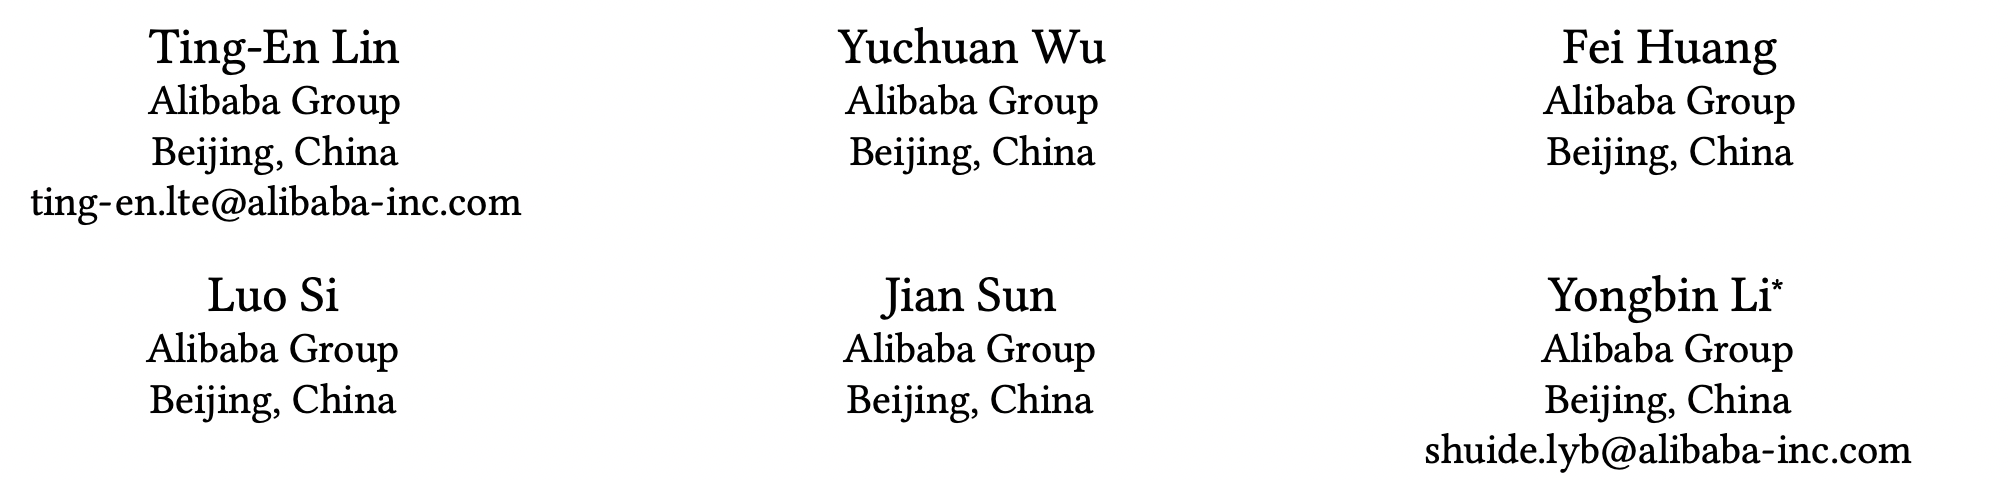 Ting-En Lin
Alibaba Group
Beijing, China
ting-en.lte@alibaba-inc.com
Yuchuan Wu
Alibaba Group
Beijing, China
Fei Huang
Alibaba Group
Beijing, China
Luo Si
Alibaba Group
Beijing, China
Jian Sun
Alibaba Group
Beijing, China
Yongbin Li*
Alibaba Group
Beijing, China
shuide.lyb@alibaba-inc.com